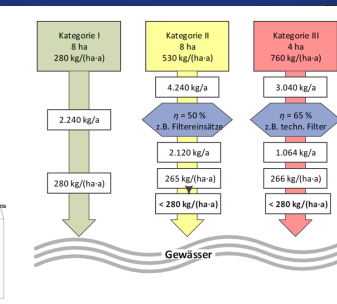 Kategorie I
8 ha
280 kg/(ha·a)
Kategorie II
8 ha
530 kg/(ha·a)
Kategorie III
4 ha
760 kg/(ha·a)
4.240 kg/a
3.040 kg/a
2.240 kg/a
η = 50 %
z.B. Filtereinsätze
η = 65 %
z.B. techn. Filter
2.120 kg/a
1.064 kg/a
280 kg/(ha·a)
265 kg/(ha·a)
266 kg/(ha·a)
< 280 kg/(ha·a)
< 280 kg/(ha·a)
Gewässer